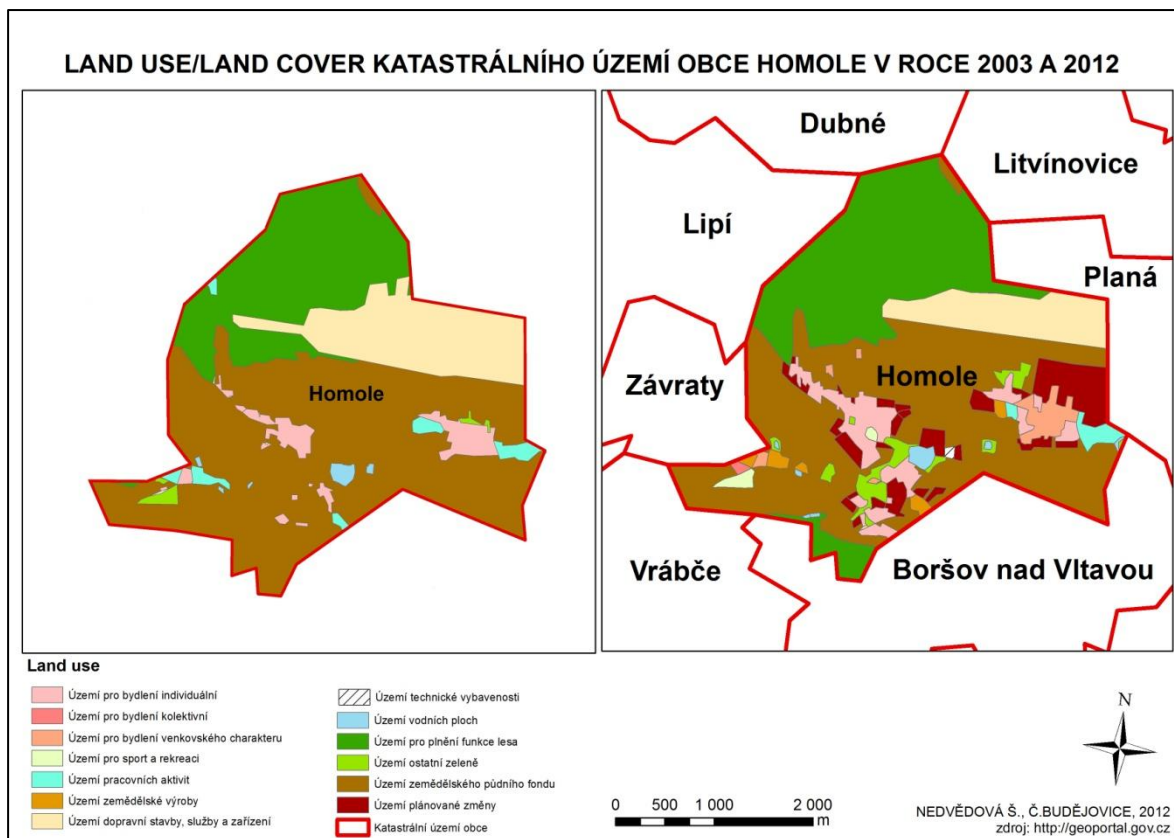 LAND USE/LAND COVER KATASTRÁLNÍHO ÚZEMÍ OBCE HOMOLE V ROCE 2003 A 2012
Homole
Dubné
Litvínovice
Lipí
Planá
Závraty
Homole
Vrábče
Boršov nad Vltavou
Land use
Území pro bydlení individuální
Území pro bydlení kolektivní
Území pro bydlení venkovského charakteru
Území pro sport a rekreaci
Území pracovních aktivit
Území zemědělské výroby
Území dopravní stavby, služby a zařízení
Území technické vybavenosti
Území vodních ploch
Území pro plnění funkce lesa
Území ostatní zeleně
Území zemědělského půdního fondu
Území plánované změny
Katastrální území obce
0 500 1 000 2 000
m
N
NEDVĚDOVÁ Š., Č.BUDĚJOVICE, 2012
zdroj: http://geoportal.gov.cz